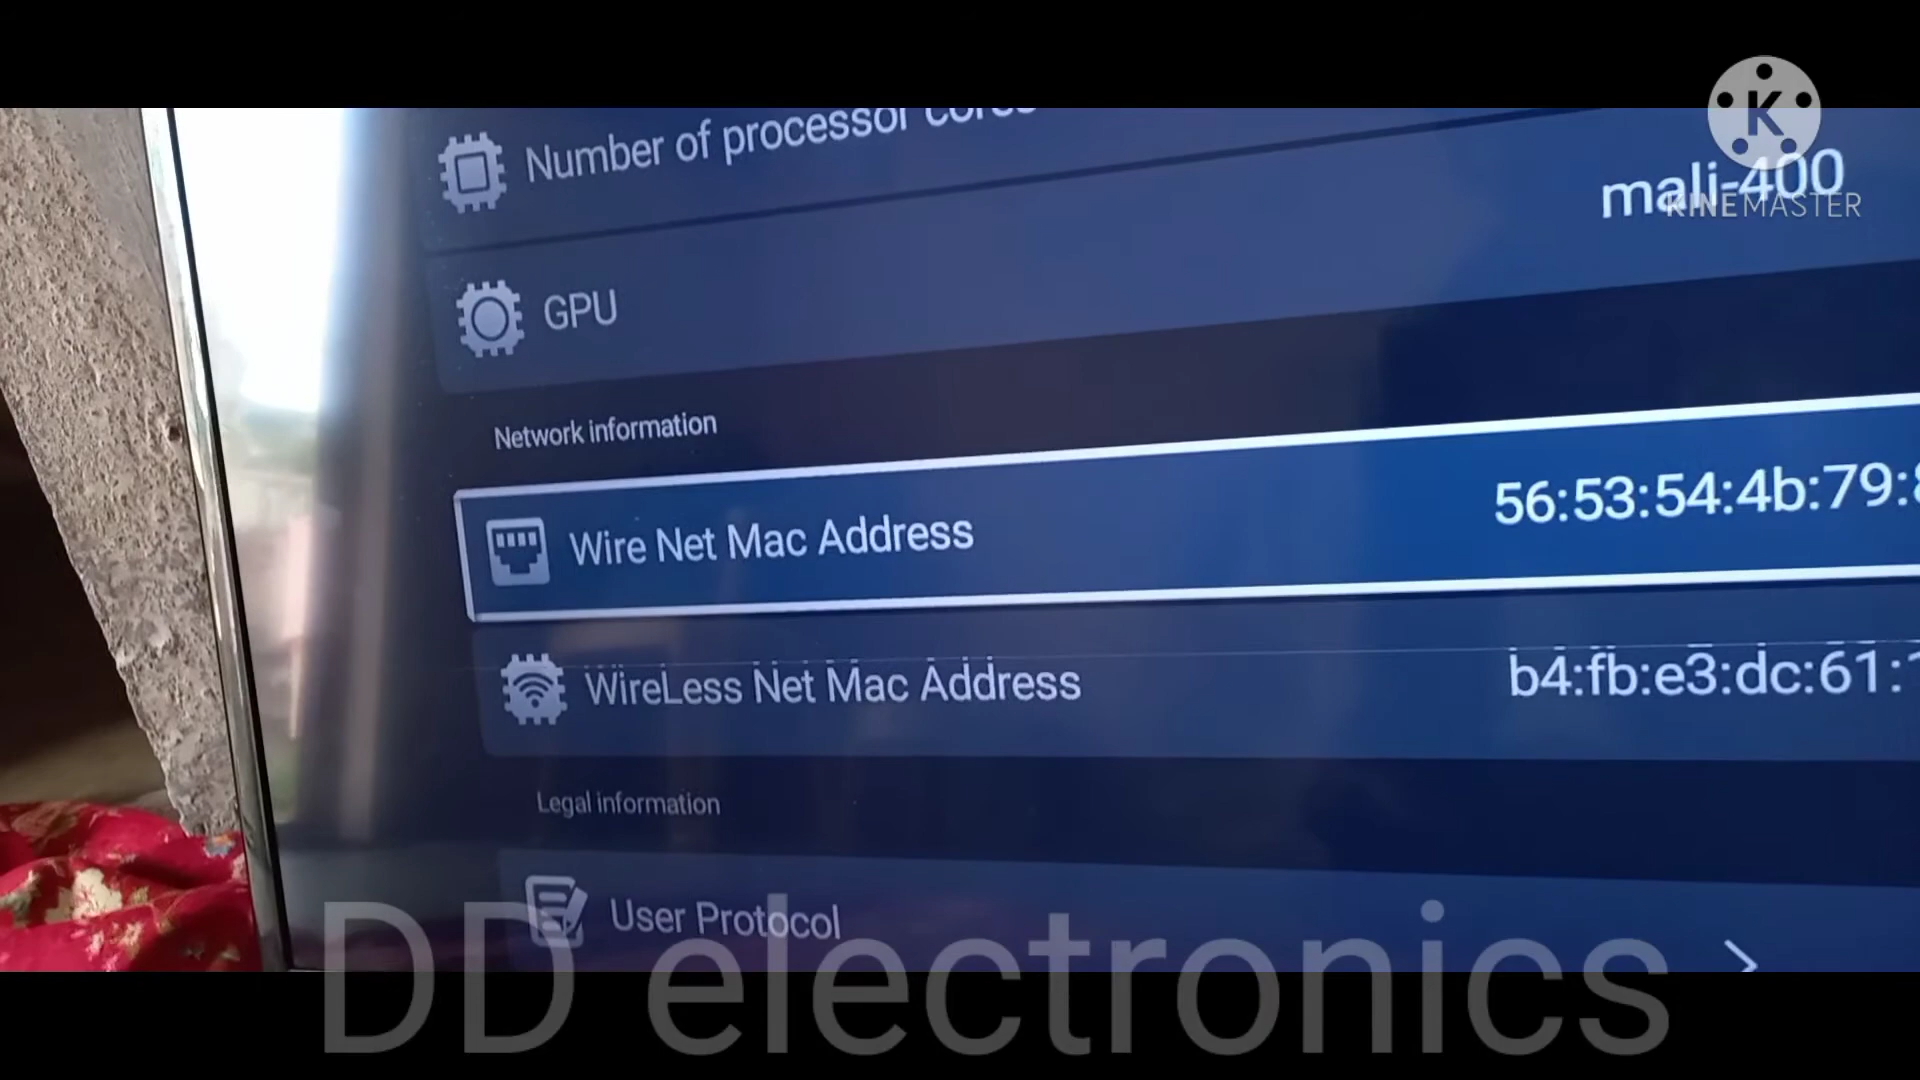 Number of processor cores
mali-400
KINEMASTER
GPU
Network information
Wire Net Mac Address
56:53:54:4b:79:
WireLess Net Mac Address
b4:fb:e3:dc:61:
Legal information
User Protocol
DD electronics